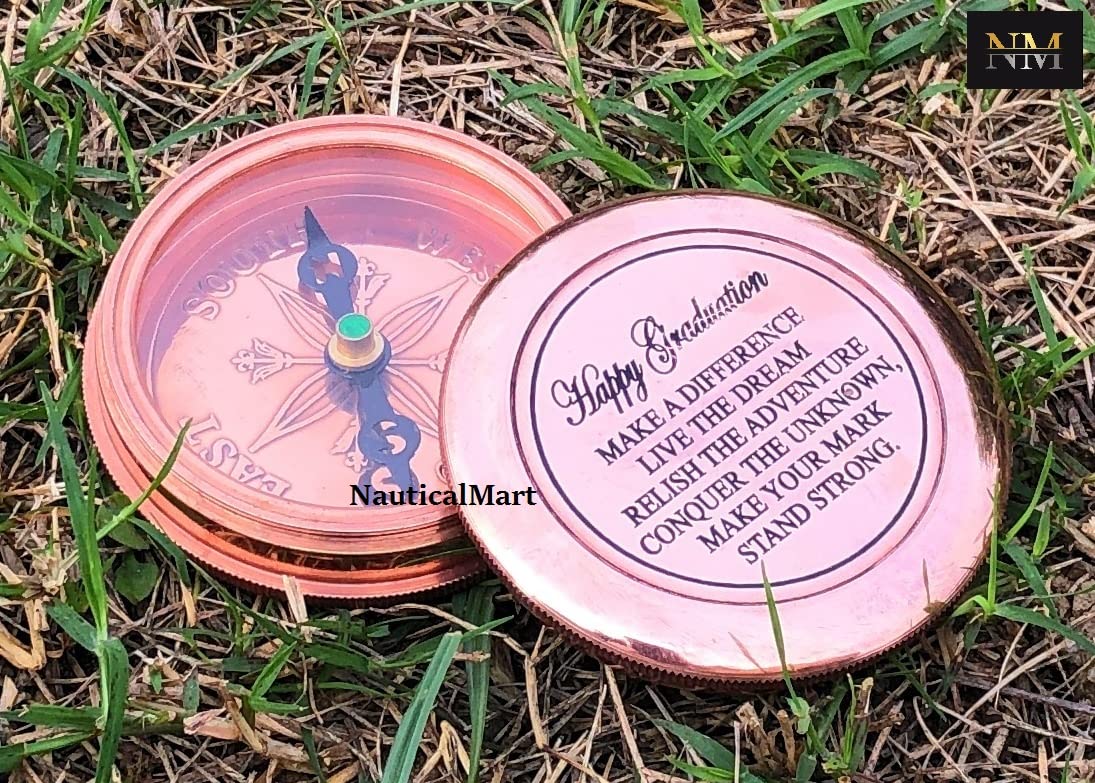 NM
SOUTH
EAST
Happy Graduation
MAKE A DIFFERENCE
LIVE THE DREAM
RELISH THE ADVENTURE
CONQUER THE UNKNOWN,
MAKE YOUR MARK
STAND STRONG.
NauticalMart